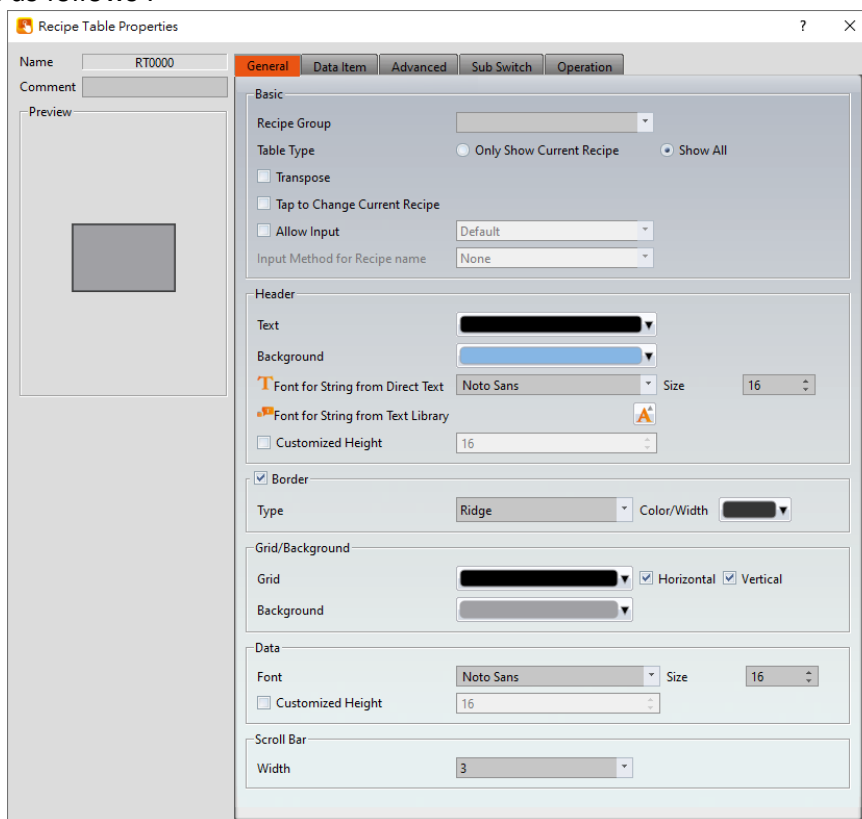 as follows :
Recipe Table Properties ? ×
Name RT0000
Comment
Preview
General Data Item Advanced Sub Switch Operation
Basic
Recipe Group
Table Type Only Show Current Recipe Show All
Transpose
Tap to Change Current Recipe
Allow Input Default
Input Method for Recipe name None
Header
Text
Background
Font for String from Direct Text Noto Sans Size 16
Font for String from Text Library
Customized Height 16
Border
Type Ridge Color/Width
Grid/Background
Grid Horizontal Vertical
Background
Data
Font Noto Sans Size 16
Customized Height 16
Scroll Bar
Width 3